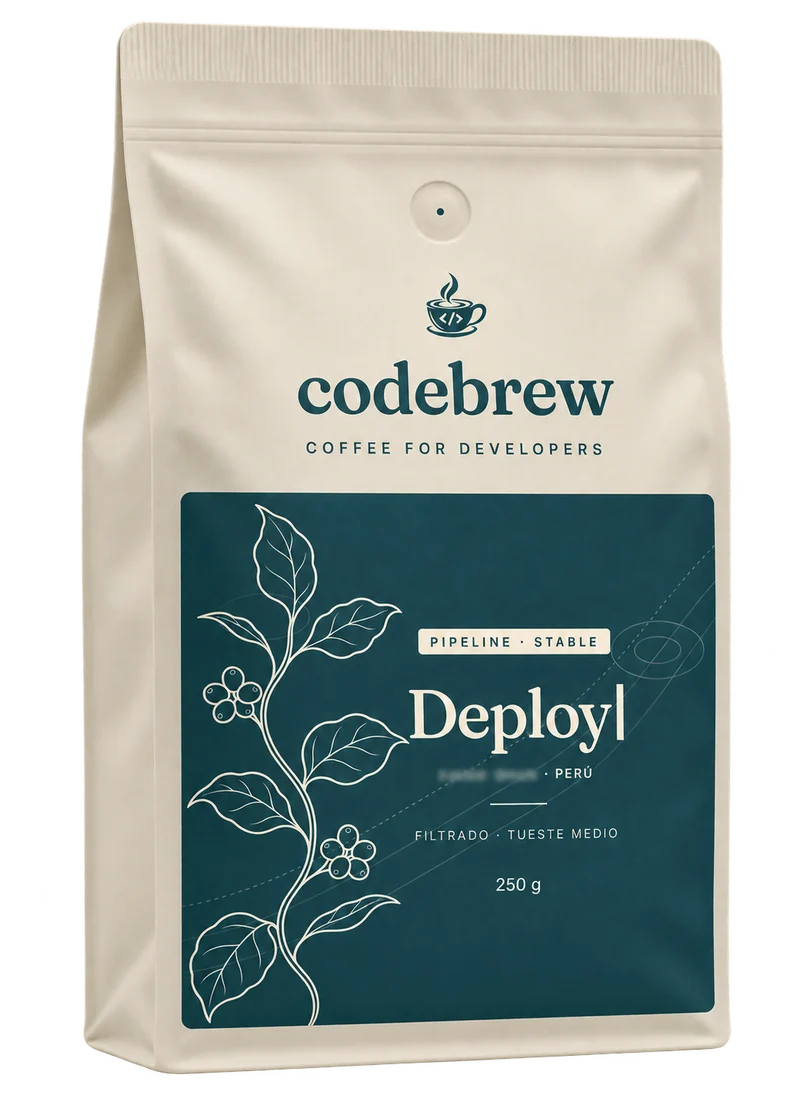 </>
codebrew
COFFEE FOR DEVELOPERS
PIPELINE · STABLE
Deploy|
· PERÚ
FILTRADO · TUESTE MEDIO
250 g